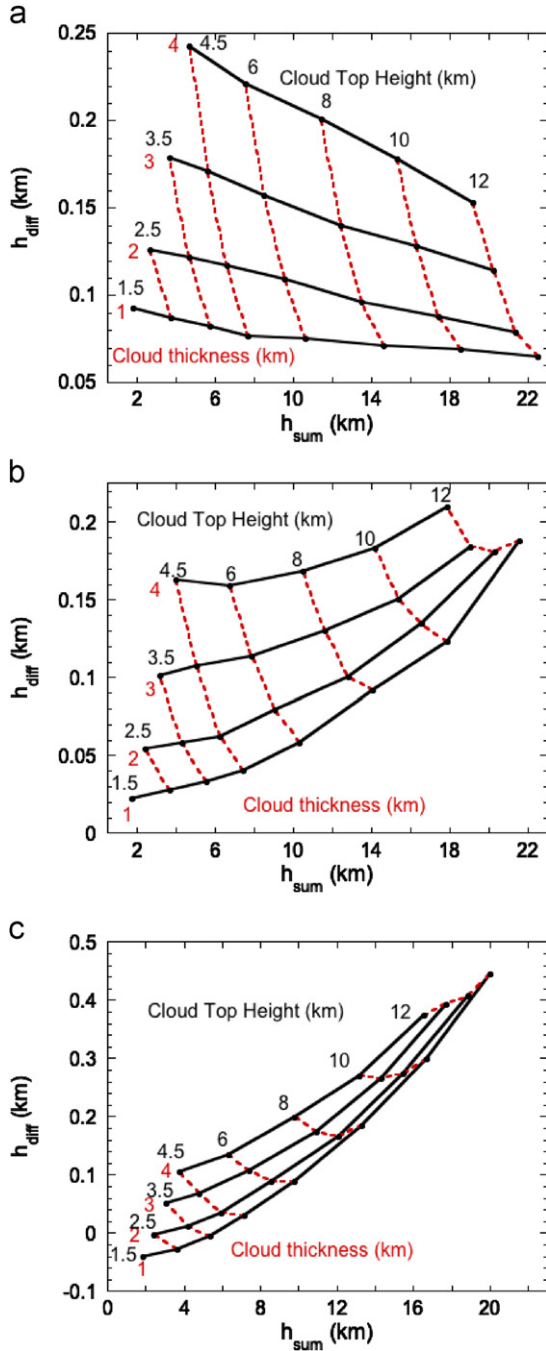 a
0.25
4
4.5
6
Cloud Top Height (km)
8
0.2
3.5
10
3
12
h_diff (km)
0.15
2.5
2
1.5
0.1
1
Cloud thickness (km)
0.05
2 6 10 14 18 22
h_sum (km)
b
12
0.2
Cloud Top Height (km)
10
4.5
6
8
4
0.15
h_diff (km)
3.5
0.1
3
2.5
0.05
2
1.5
Cloud thickness (km)
1
0
2 6 10 14 18 22
h_sum (km)
c
0.5
0.4
Cloud Top Height (km)
12
0.3
10
h_diff (km)
0.2
8
6
4.5
0.1
4
3.5
3
2.5
0
2
Cloud thickness (km)
1.5
1
-0.1
0 4 8 12 16 20
h_sum (km)